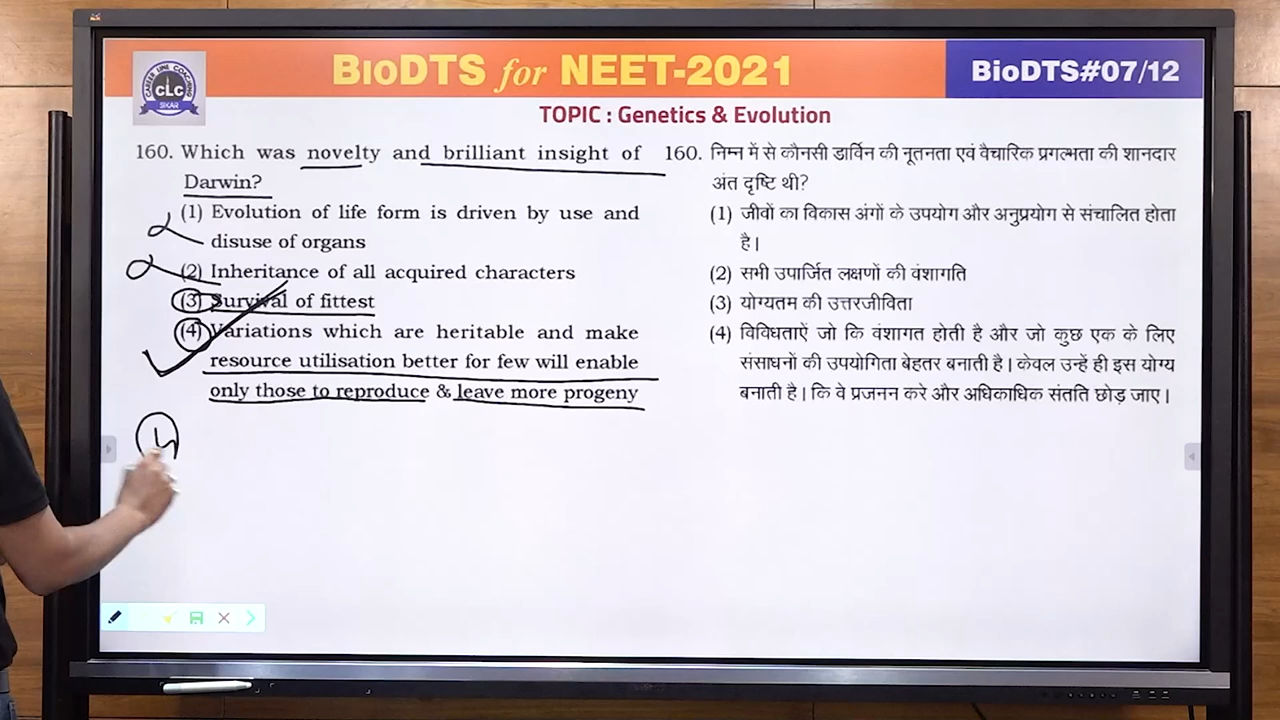 BIODTS for NEET-2021
BioDTS#07/12
CAREER LINE COACHING
CLC
SIKAR
TOPIC : Genetics & Evolution
160. Which was novelty and brilliant insight of
Darwin?
(1) Evolution of life form is driven by use and
disuse of organs
(2) Inheritance of all acquired characters
(3) Survival of fittest
(4) Variations which are heritable and make
resource utilisation better for few will enable
only those to reproduce & leave more progeny
4
160. निम्न में से कौनसी डार्विन की नूतनता एवं वैचारिक प्रगल्भता की शानदार
अंत दृष्टि थी?
(1) जीवों का विकास अंगों के उपयोग और अनुप्रयोग से संचालित होता
है।
(2) सभी उपार्जित लक्षणों की वंशागति
(3) योग्यतम की उत्तरजीविता
(4) विविधताऐं जो कि वंशागत होती है और जो कुछ एक के लिए
संसाधनों की उपयोगिता बेहतर बनाती है। केवल उन्हें ही इस योग्य
बनाती है। कि वे प्रजनन करे और अधिकाधिक संतति छोड़ जाए।